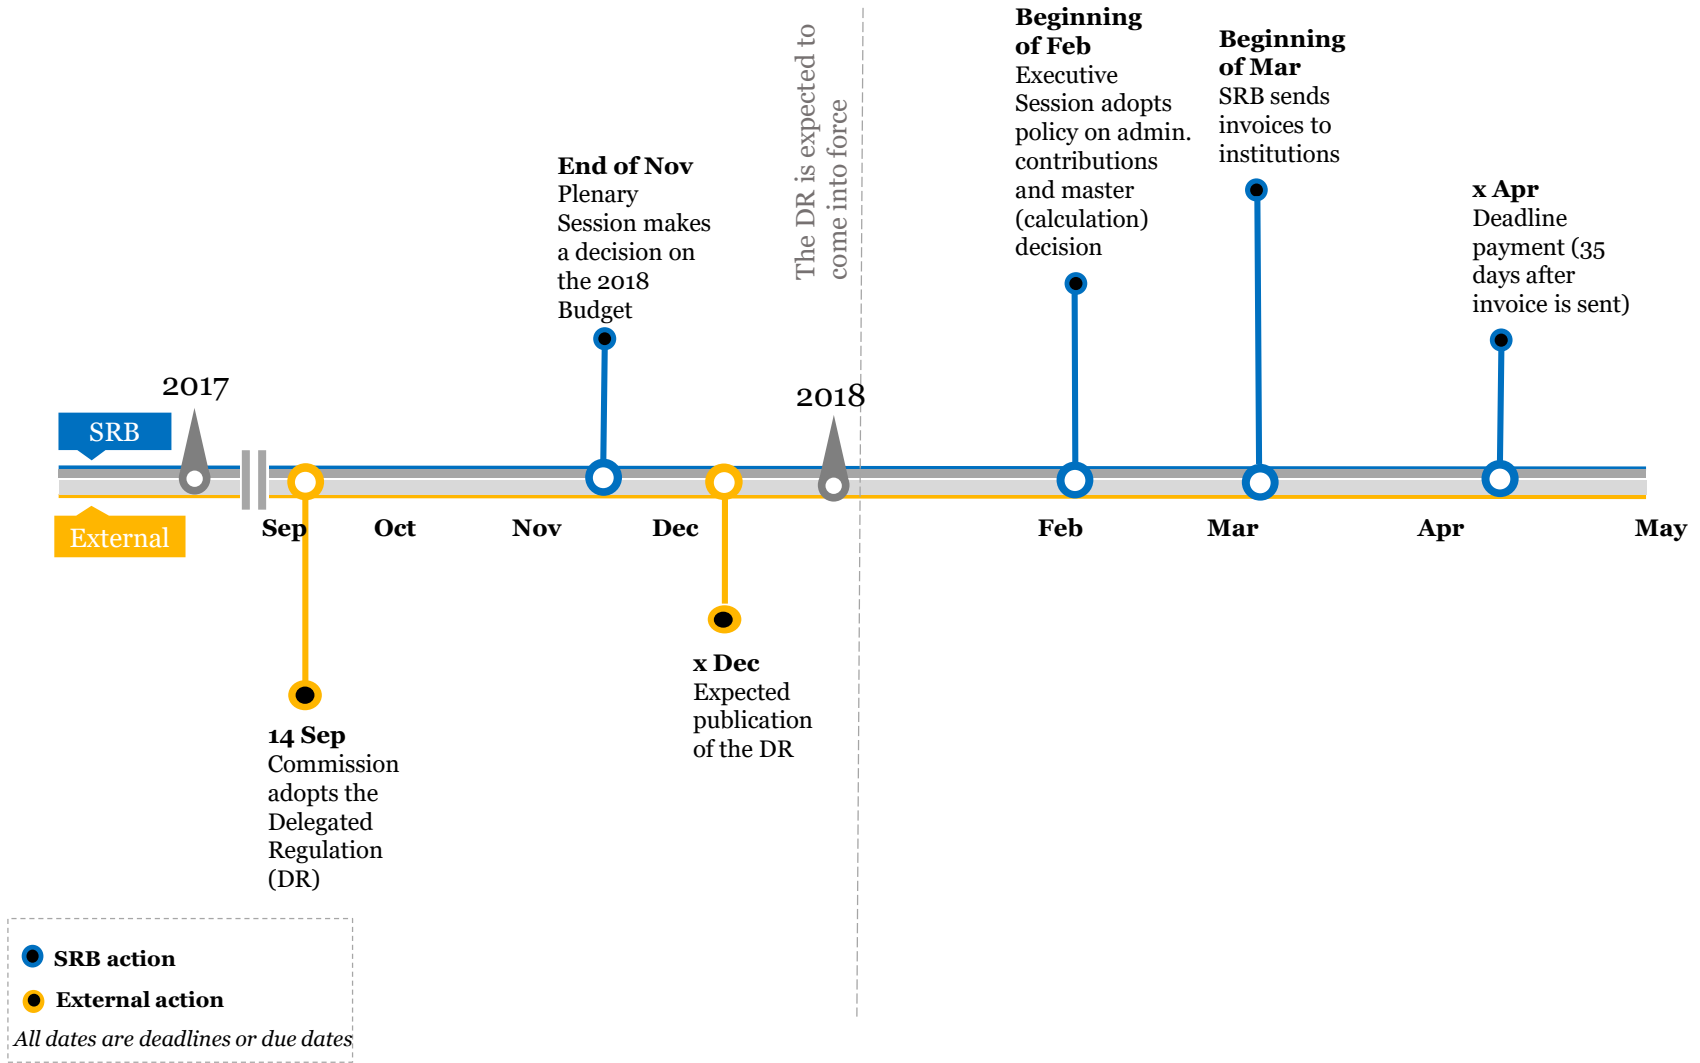 Beginning
of Feb
Executive
Session adopts
policy on admin.
contributions
and master
(calculation)
decision
Beginning
of Mar
SRB sends
invoices to
institutions
The DR is expected to
come into force
End of Nov
Plenary
Session makes
a decision on
the 2018
Budget
x Apr
Deadline
payment (35
days after
invoice is sent)
2017
2018
SRB
External
Sep
Oct
Nov
Dec
Feb
Mar
Apr
May
x Dec
Expected
publication
of the DR
14 Sep
Commission
adopts the
Delegated
Regulation
(DR)
SRB action
External action
All dates are deadlines or due dates